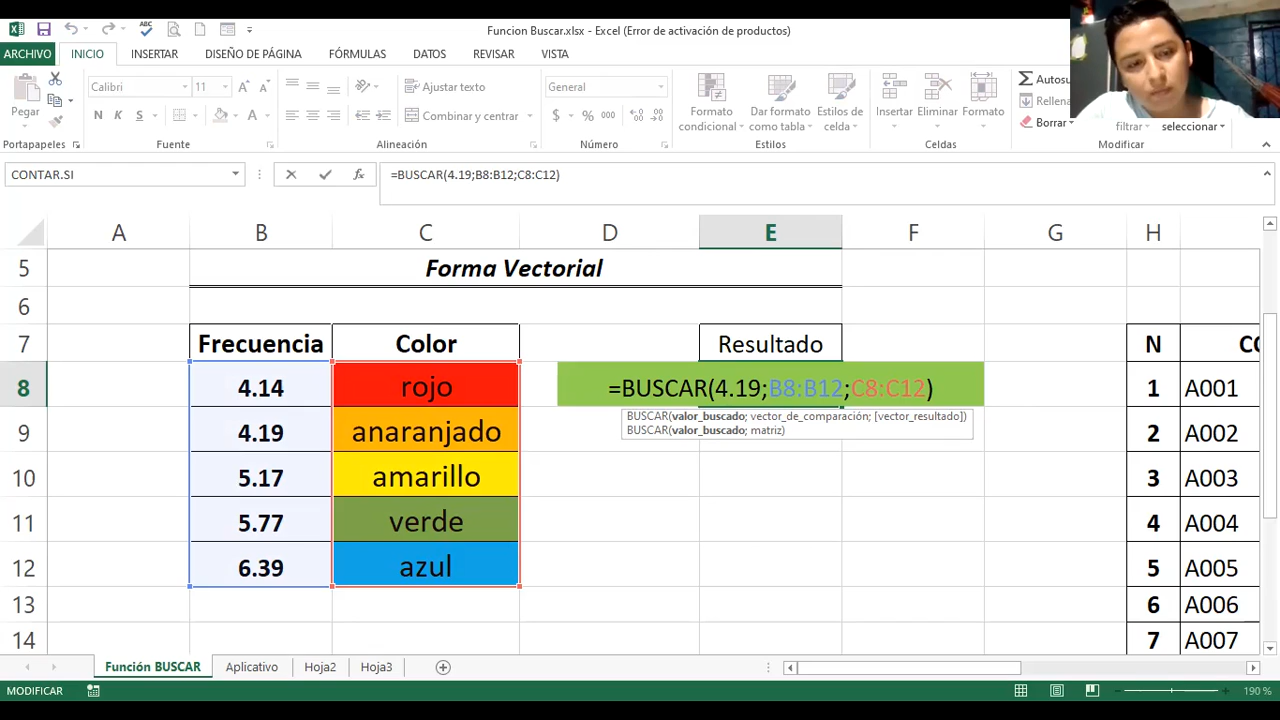 Funcion Buscar.xlsx - Excel (Error de activación de productos)
ARCHIVO INICIO INSERTAR DISEÑO DE PÁGINA FÓRMULAS DATOS REVISAR VISTA
Calibri 11 Ajustar texto General Autosu
Pegar Rellena
N K S Combinar y centrar $ % 000 Borrar
Formato condicional Dar formato como tabla Estilos de celda Insertar Eliminar Formato filtrar seleccionar
Portapapeles Fuente Alineación Número Estilos Celdas Modificar
CONTAR.SI fx =BUSCAR(4.19;B8:B12;C8:C12)
A B C D E F G H
5 Forma Vectorial
6
7 Frecuencia Color Resultado N CO
8 4.14 rojo =BUSCAR(4.19;B8:B12;C8:C12) 1 A001
BUSCAR(valor_buscado; vector_de_comparación; [vector_resultado])
BUSCAR(valor_buscado; matriz)
9 4.19 anaranjado 2 A002
10 5.17 amarillo 3 A003
11 5.77 verde 4 A004
12 6.39 azul 5 A005
13 6 A006
14 7 A007
Función BUSCAR Aplicativo Hoja2 Hoja3
MODIFICAR 190 %